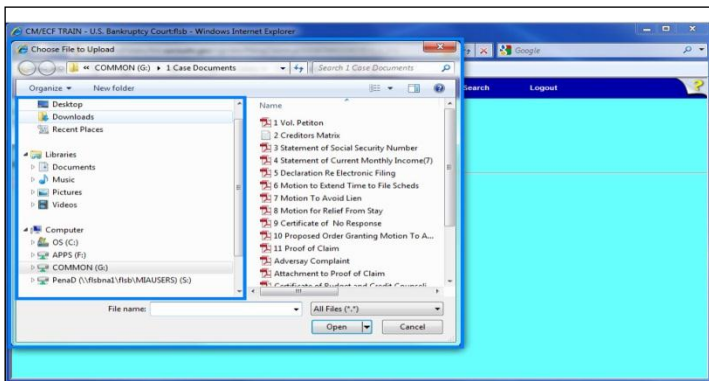 CM/ECF TRAIN - U.S. Bankruptcy Court:flsb - Windows Internet Explorer
Choose File to Upload
Google
« COMMON (G:) ▸ 1 Case Documents
Search 1 Case Documents
Search
Logout
Organize
New folder
Desktop
Downloads
Recent Places
Libraries
Documents
Music
Pictures
Videos
Computer
OS (C:)
APPS (F:)
COMMON (G:)
PenaD (\\flsbna1\flsb\MIAUSERS) (S:)
Name
1 Vol. Petiton
2 Creditors Matrix
3 Statement of Social Security Number
4 Statement of Current Monthly Income(7)
5 Declaration Re Electronic Filing
6 Motion to Extend Time to File Scheds
7 Motion To Avoid Lien
8 Motion for Relief From Stay
9 Certificate of No Response
10 Proposed Order Granting Motion To A...
11 Proof of Claim
Adversay Complaint
Attachment to Proof of Claim
Certificate of Budget and Credit Counseli
File name:
All Files (*.*)
Open
Cancel